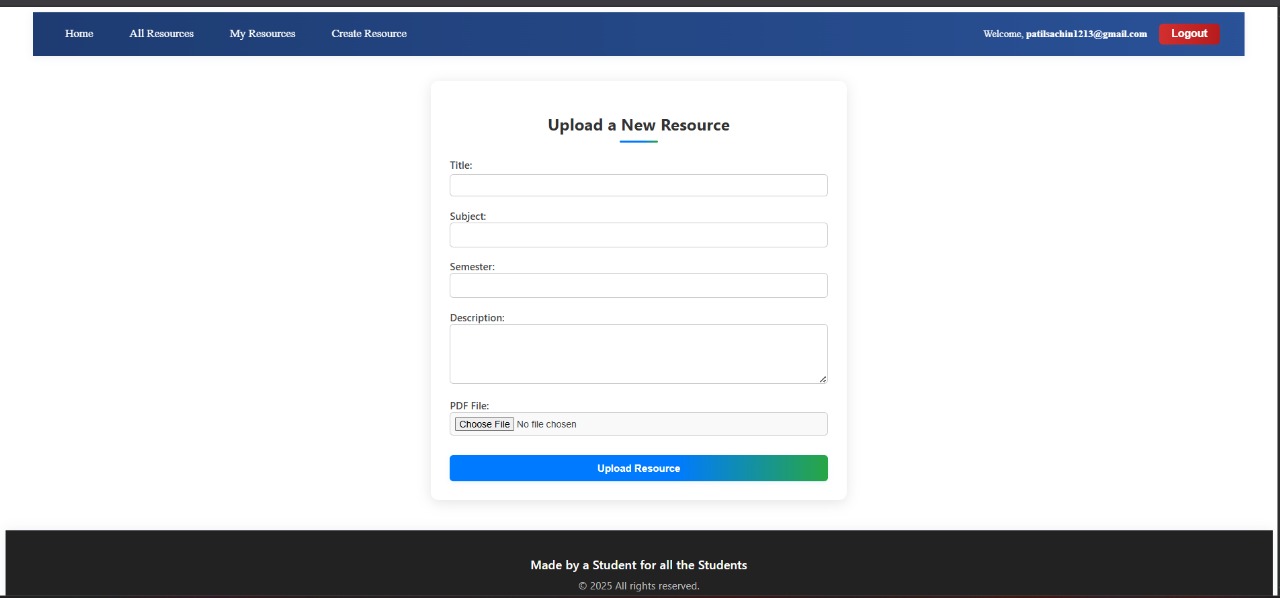 Home All Resources My Resources Create Resource Welcome, patilsachin1213@gmail.com Logout
Upload a New Resource
Title:
Subject:
Semester:
Description:
PDF File:
Choose File No file chosen
Upload Resource
Made by a Student for all the Students
© 2025 All rights reserved.